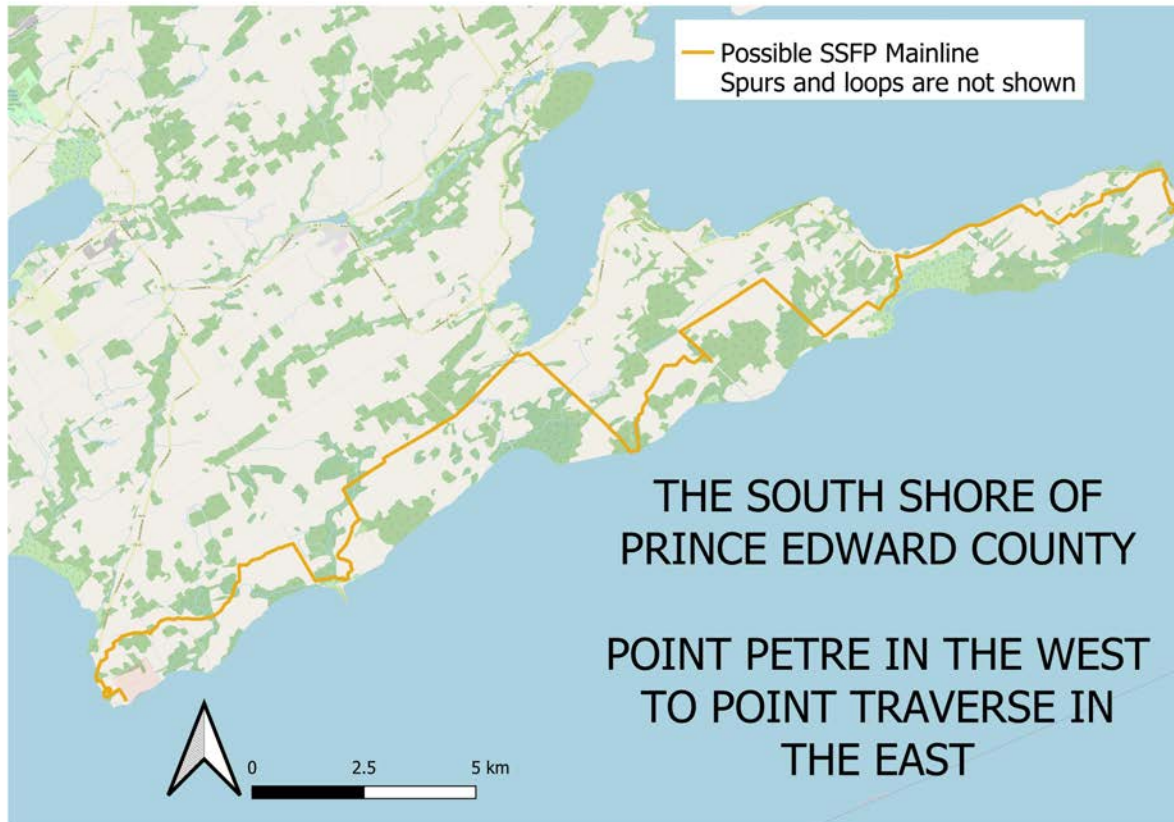 Possible SSFP Mainline
Spurs and loops are not shown
THE SOUTH SHORE OF
PRINCE EDWARD COUNTY
POINT PETRE IN THE WEST
TO POINT TRAVERSE IN
THE EAST
0 2.5 5 km